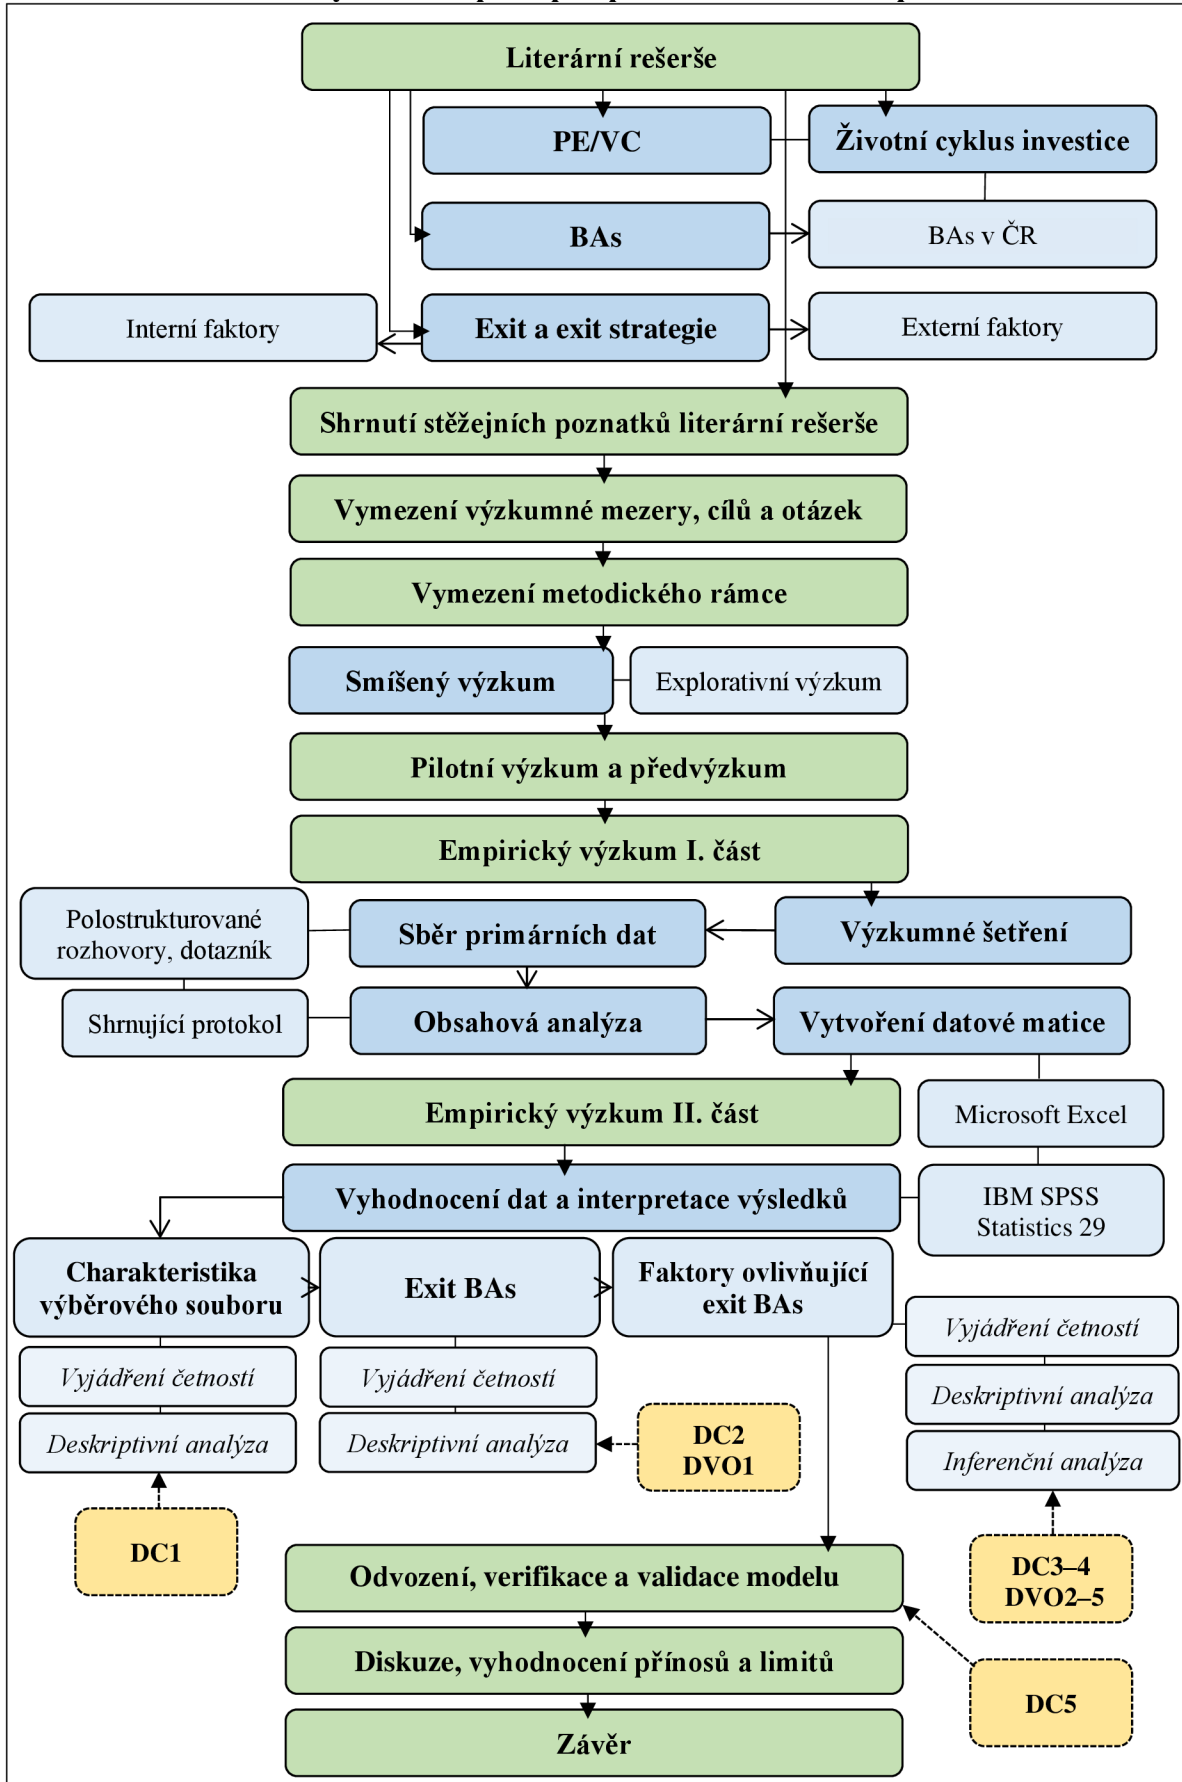 Literární rešerše
PE/VC
Životní cyklus investice
BAs
BAs v ČR
Interní faktory
Exit a exit strategie
Externí faktory
Shrnutí stěžejních poznatků literární rešerše
Vymezení výzkumné mezery, cílů a otázek
Vymezení metodického rámce
Smíšený výzkum
Explorativní výzkum
Pilotní výzkum a předvýzkum
Empirický výzkum I. část
Polostrukturované
rozhovory, dotazník
Sběr primárních dat
Výzkumné šetření
Shrnující protokol
Obsahová analýza
Vytvoření datové matice
Empirický výzkum II. část
Microsoft Excel
Vyhodnocení dat a interpretace výsledků
IBM SPSS
Statistics 29
Charakteristika
výběrového souboru
Exit BAs
Faktory ovlivňující
exit BAs
Vyjádření četností
Deskriptivní analýza
Vyjádření četností
Deskriptivní analýza
Vyjádření četností
Deskriptivní analýza
Inferenční analýza
DC2
DVO1
DC1
DC3–4
DVO2–5
Odvození, verifikace a validace modelu
Diskuze, vyhodnocení přínosů a limitů
DC5
Závěr